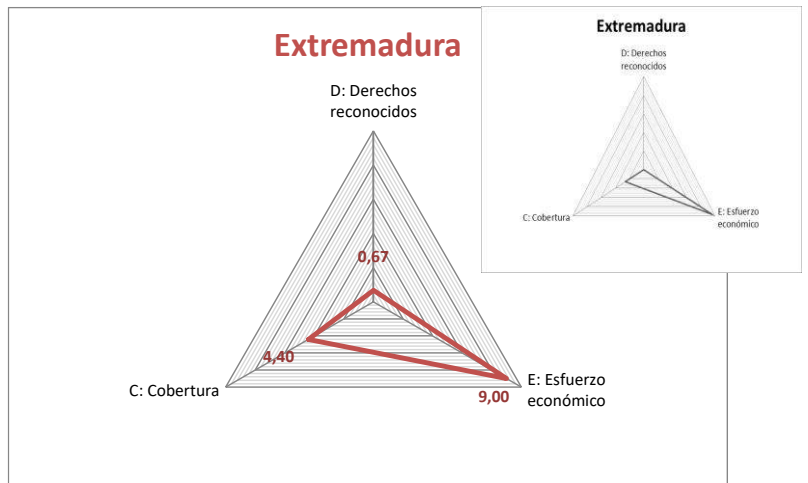 Extremadura
D: Derechos
reconocidos
0,67
4,40
C: Cobertura
9,00
E: Esfuerzo
económico
Extremadura
D: Derechos
reconocidos
C: Cobertura
E: Esfuerzo
económico